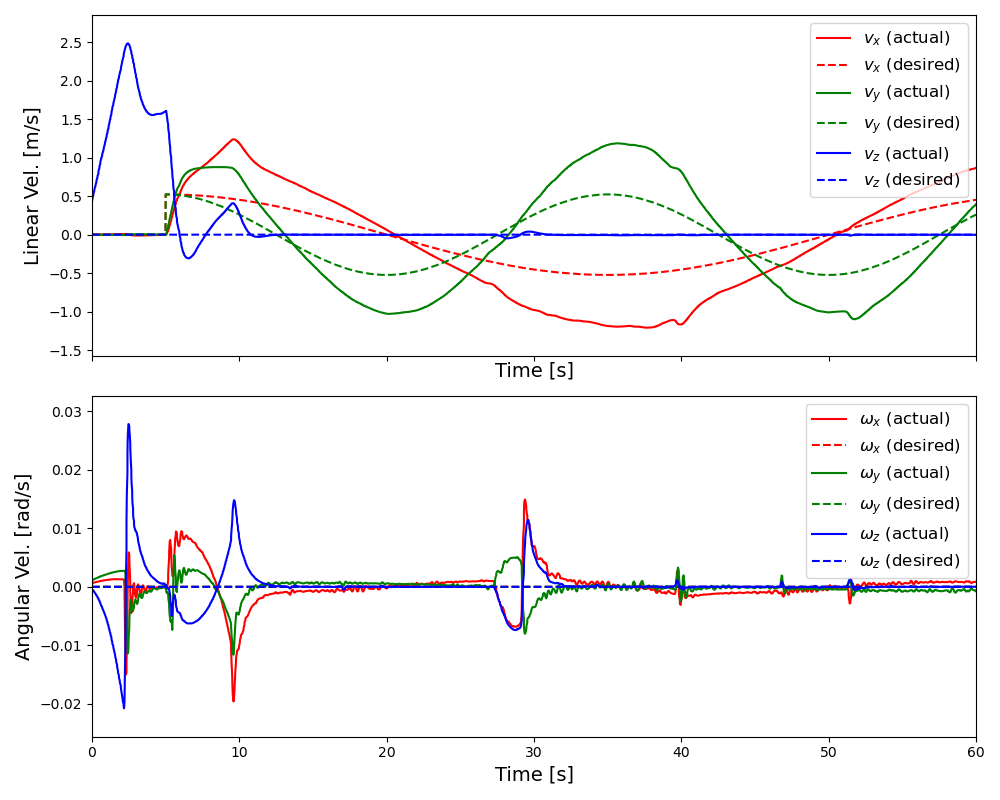 Linear Vel. [m/s]
2.5
2.0
1.5
1.0
0.5
0.0
−0.5
−1.0
−1.5
v_x (actual)
v_x (desired)
v_y (actual)
v_y (desired)
v_z (actual)
v_z (desired)
Time [s]
Angular Vel. [rad/s]
0.03
0.02
0.01
0.00
−0.01
−0.02
ω_x (actual)
ω_x (desired)
ω_y (actual)
ω_y (desired)
ω_z (actual)
ω_z (desired)
0 10 20 30 40 50 60
Time [s]